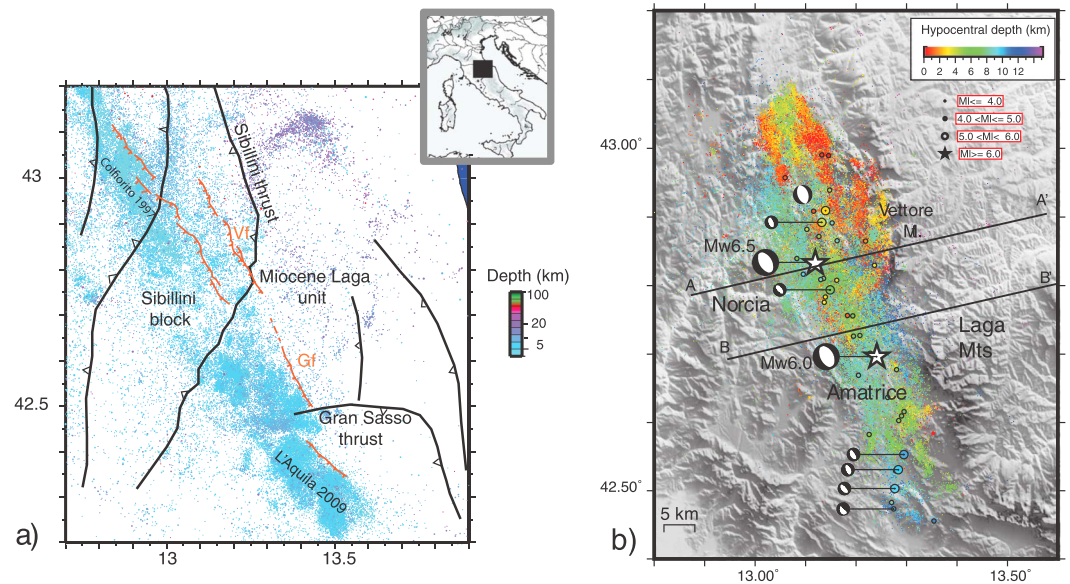 a)
43
42.5
13
13.5
Colfiorito 1997
Sibillini thrust
Vf
Miocene Laga
unit
Sibillini
block
Gf
Gran Sasso
thrust
L'Aquila 2009
Depth (km)
100
20
5
b)
Hypocentral depth (km)
0 2 4 6 8 10 12
Ml<= 4.0
4.0 <Ml<= 5.0
5.0 <Ml< 6.0
Ml>= 6.0
43.00°
42.50°
13.00°
13.50°
A'
Vettore
M.
Mw6.5
A
B'
Norcia
B
Laga
Mts
Mw6.0
Amatrice
5 km